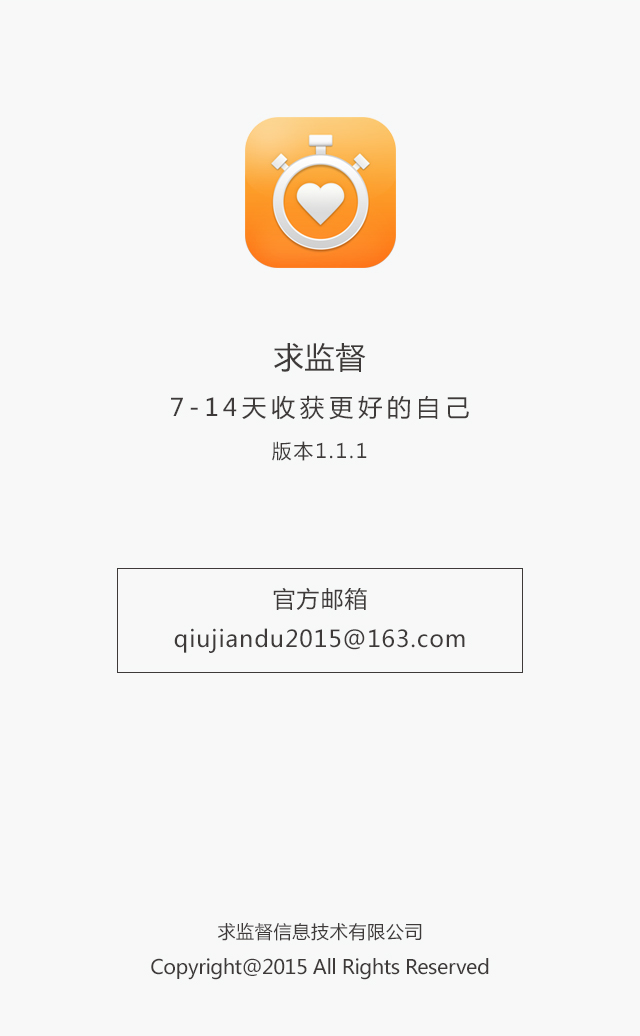 求监督
7-14天收获更好的自己
版本1.1.1
官方邮箱
qiujiandu2015@163.com
求监督信息技术有限公司
Copyright@2015 All Rights Reserved